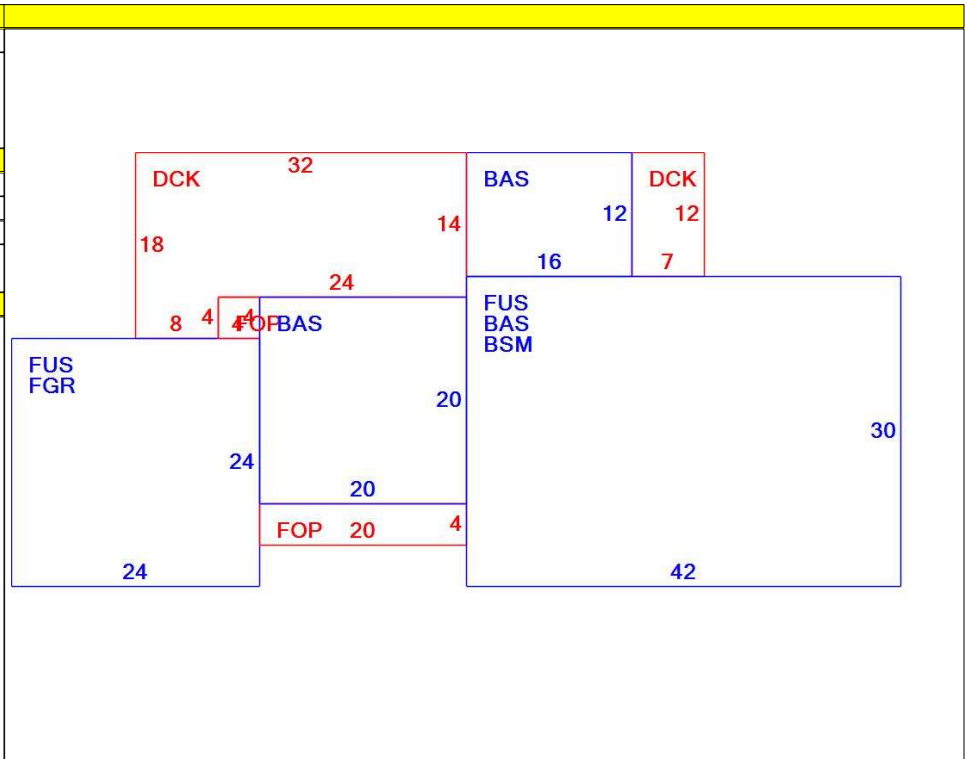 DCK 32 BAS DCK
14 12 12
18
16 7
24
FUS
BAS
BSM
8 4 4 4 FOP BAS
FUS
FGR
20
30
24
20
FOP 20 4
24 42